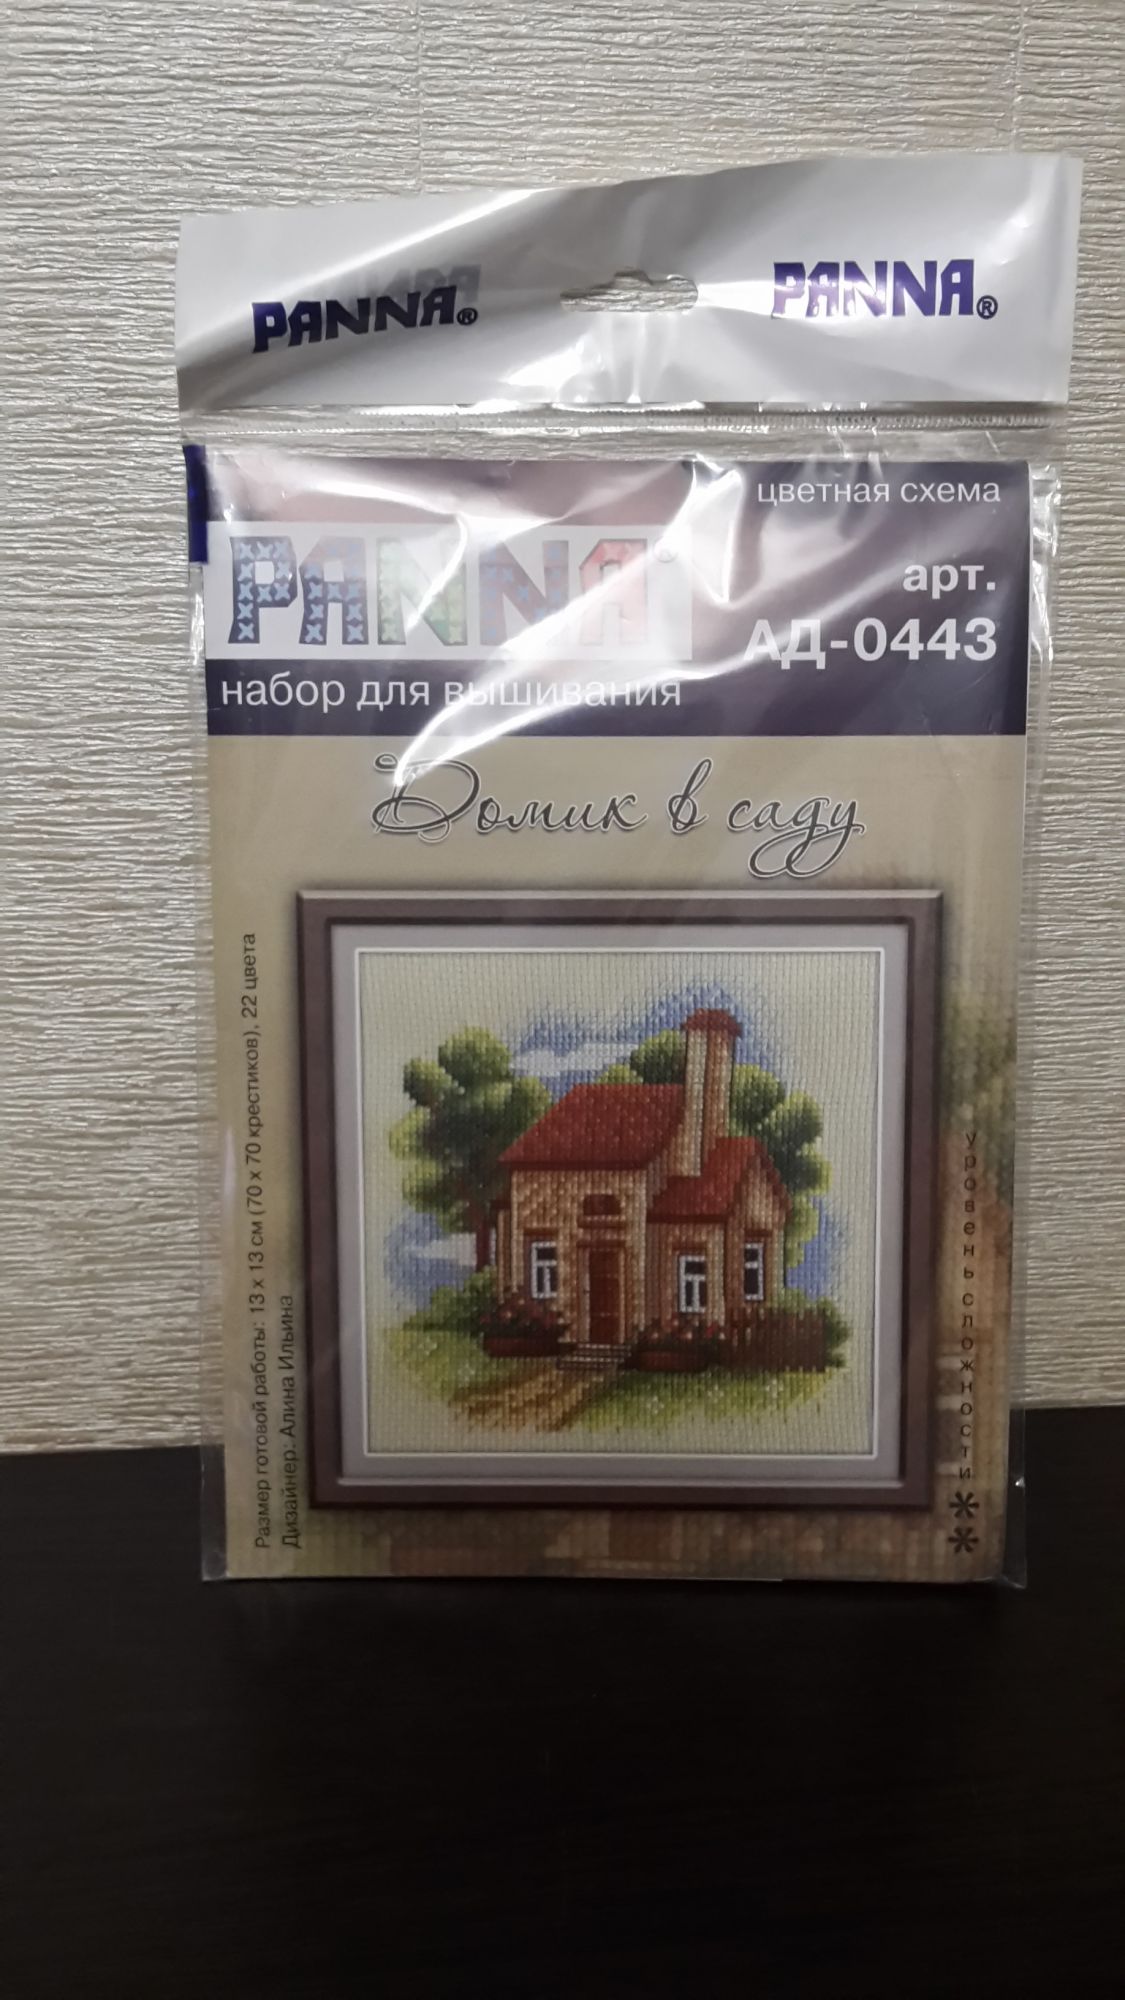 PANNA®
PANNA®
цветная схема
PANNA®
арт.
АД-0443
набор для вышивания
Домик в саду
Размер готовой работы: 13 х 13 см (70 х 70 крестиков), 22 цвета
Дизайнер: Алина Ильина
уровень сложности **